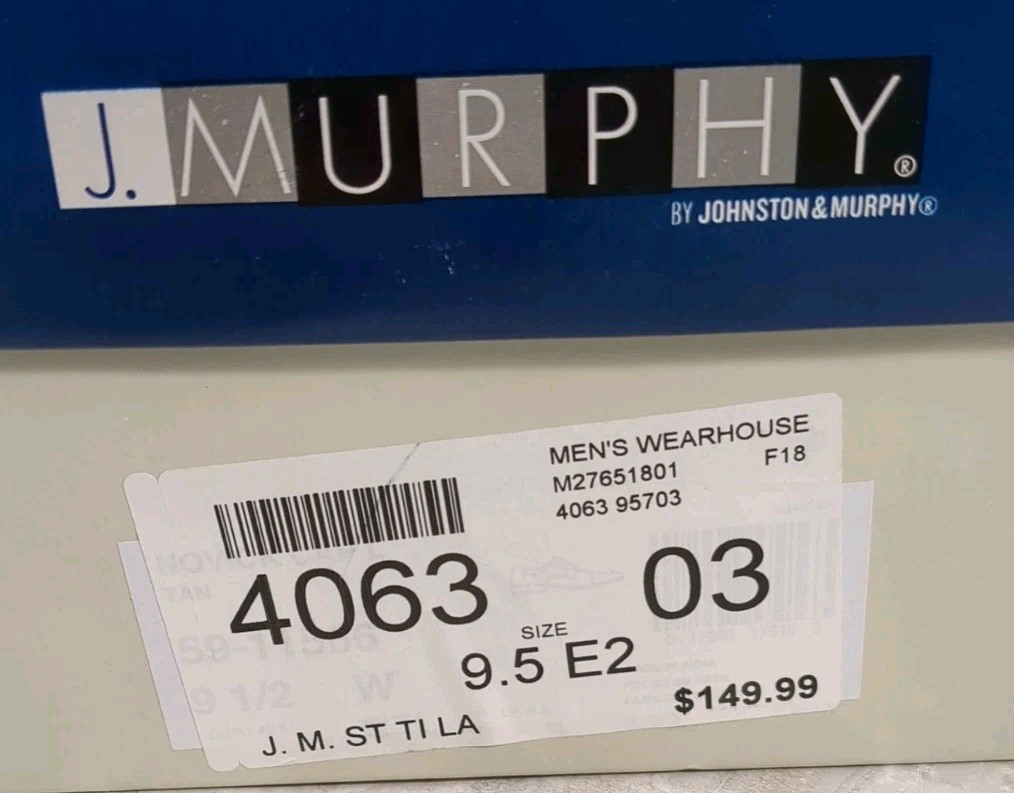 J.MURPHY®
BY JOHNSTON & MURPHY®
MEN'S WEARHOUSE
M27651801 F18
4063 95703
4063 03
SIZE
9.5 E2
$149.99
J. M. ST TI LA
TAN
9 1/2 W